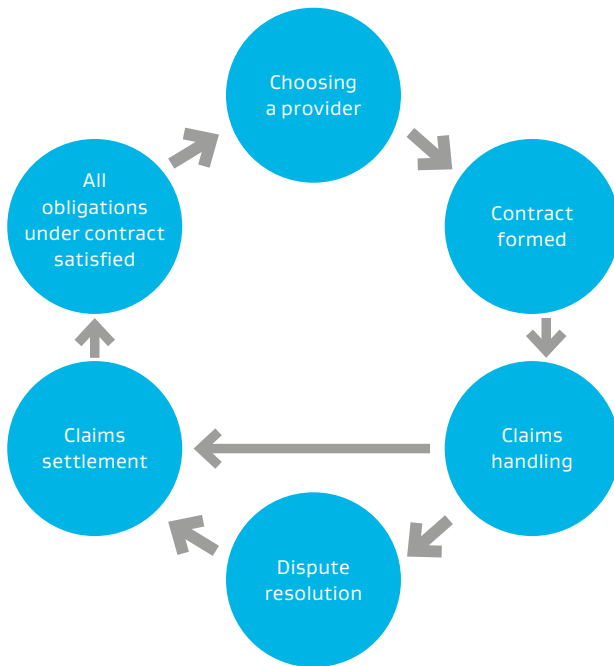 Choosing
a provider
Contract
formed
Claims
handling
Dispute
resolution
Claims
settlement
All
obligations
under contract
satisfied